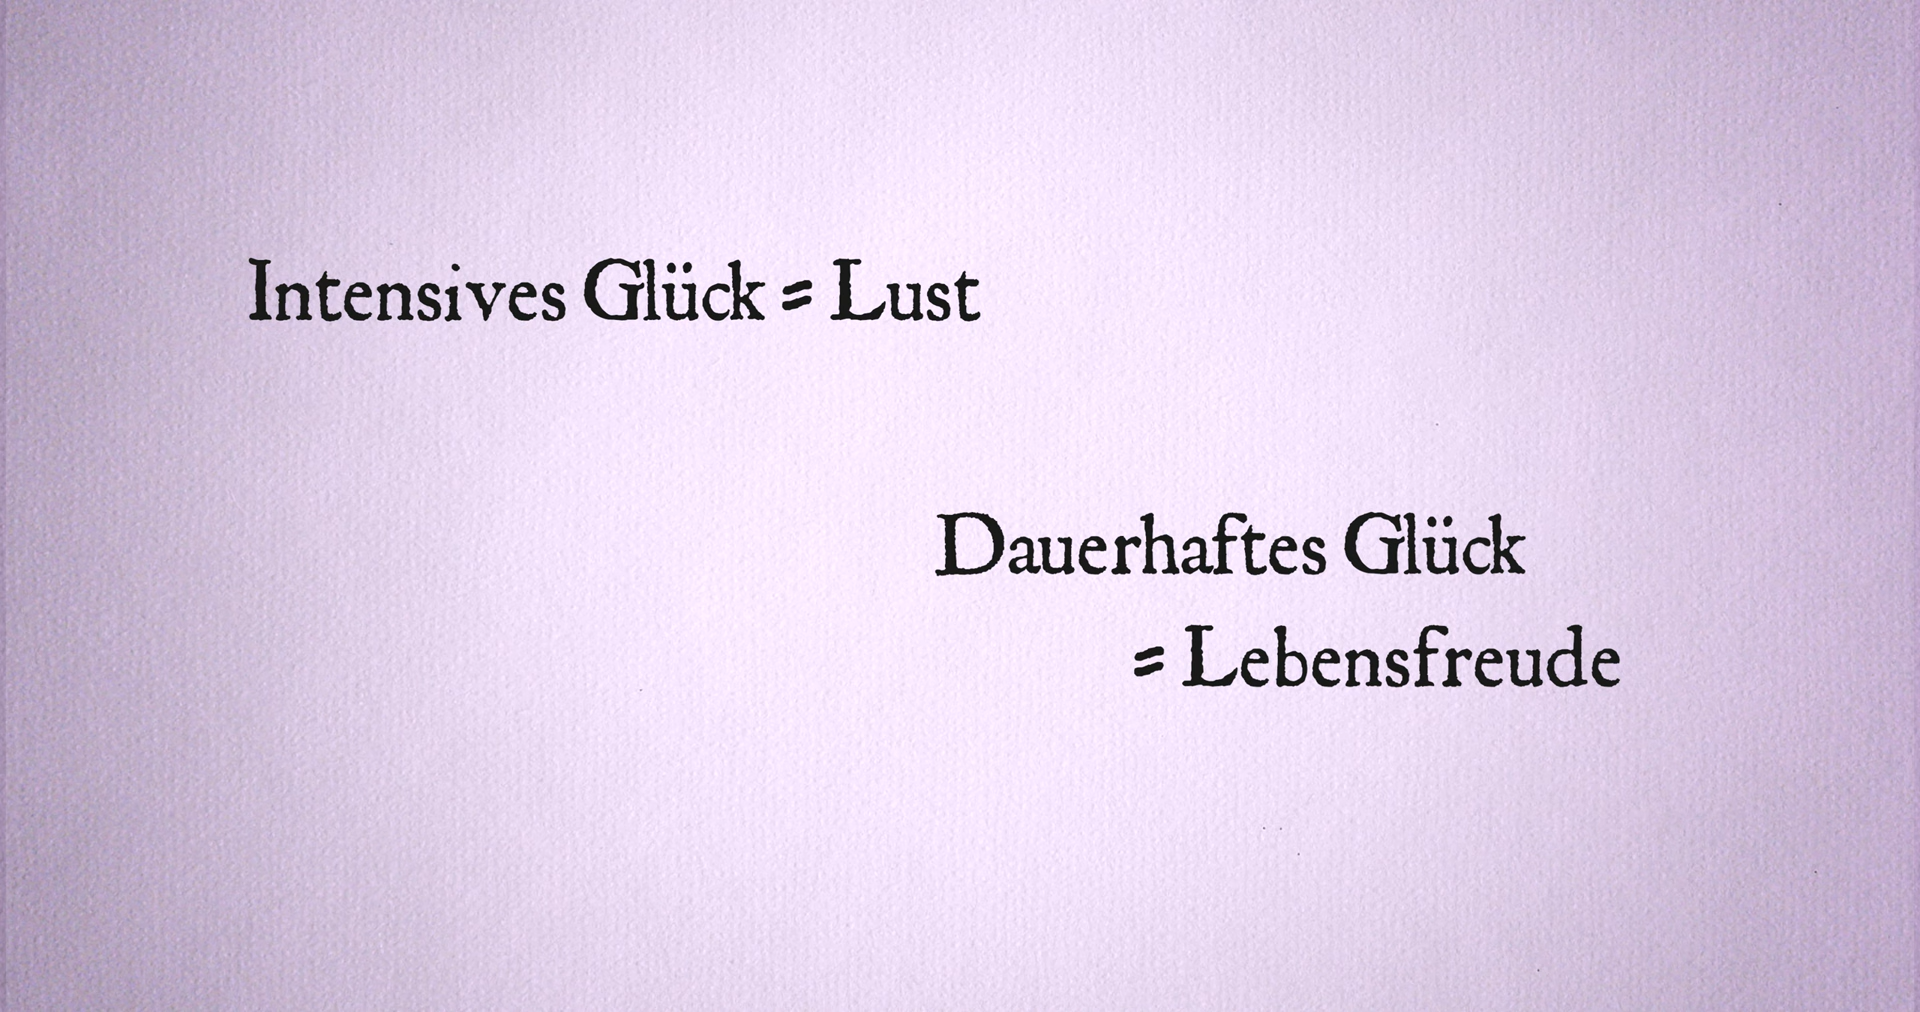 Intensives Glück = Lust
Dauerhaftes Glück
= Lebensfreude